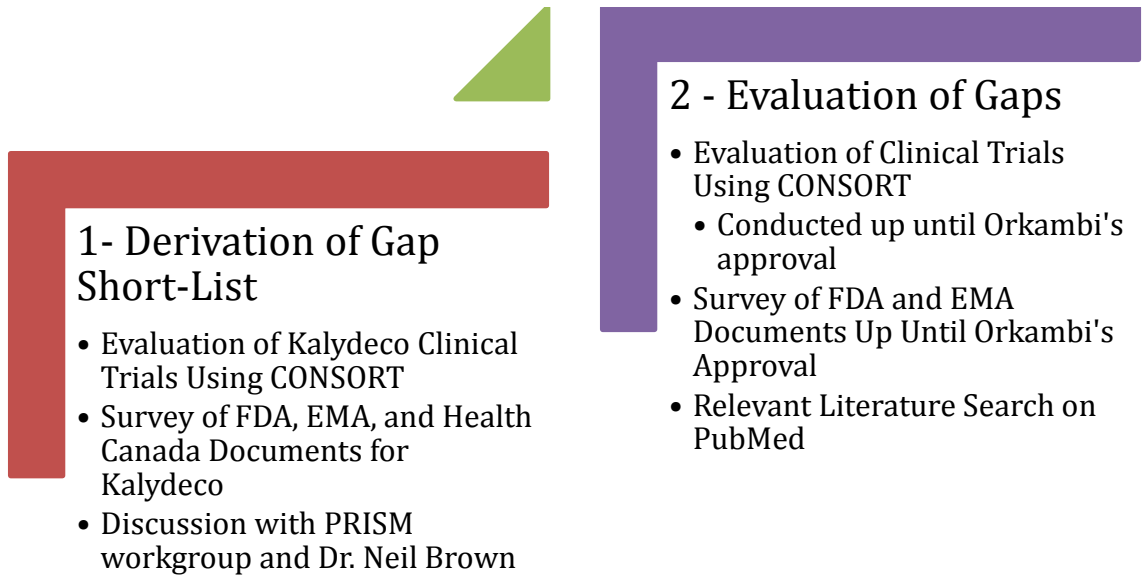 1- Derivation of Gap
Short-List
• Evaluation of Kalydeco Clinical
Trials Using CONSORT
• Survey of FDA, EMA, and Health
Canada Documents for
Kalydeco
• Discussion with PRISM
workgroup and Dr. Neil Brown
2 - Evaluation of Gaps
• Evaluation of Clinical Trials
Using CONSORT
• Conducted up until Orkambi's
approval
• Survey of FDA and EMA
Documents Up Until Orkambi's
Approval
• Relevant Literature Search on
PubMed